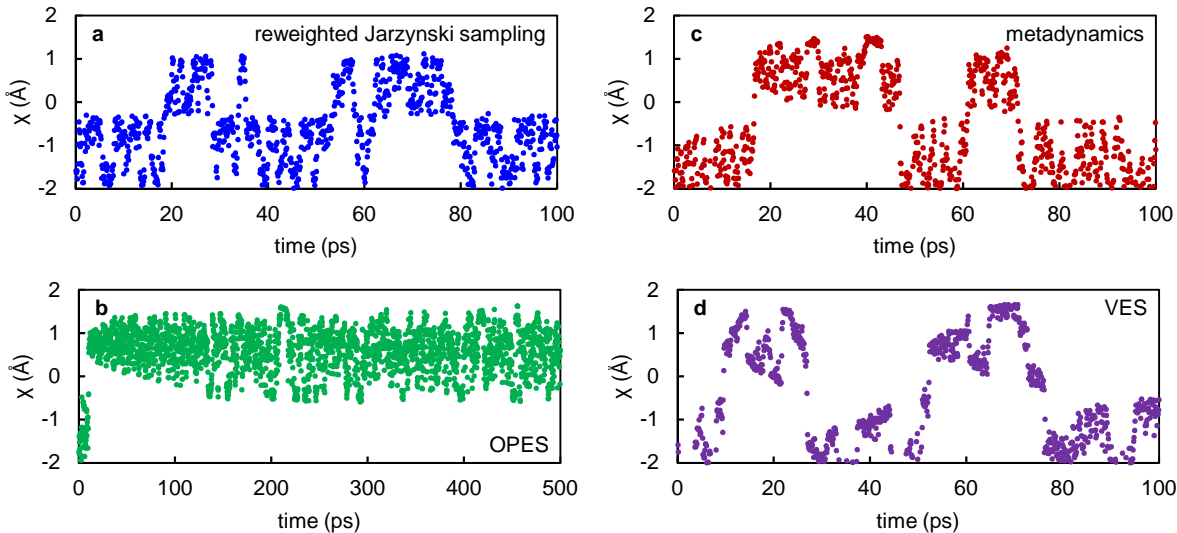 a reweighted Jarzynski sampling
2
1
0
-1
-2
χ (Å)
0 20 40 60 80 100
time (ps)
c metadynamics
2
1
0
-1
-2
χ (Å)
0 20 40 60 80 100
time (ps)
b
2
1
0
-1
-2
χ (Å)
OPES
0 100 200 300 400 500
time (ps)
d VES
2
1
0
-1
-2
χ (Å)
0 20 40 60 80 100
time (ps)